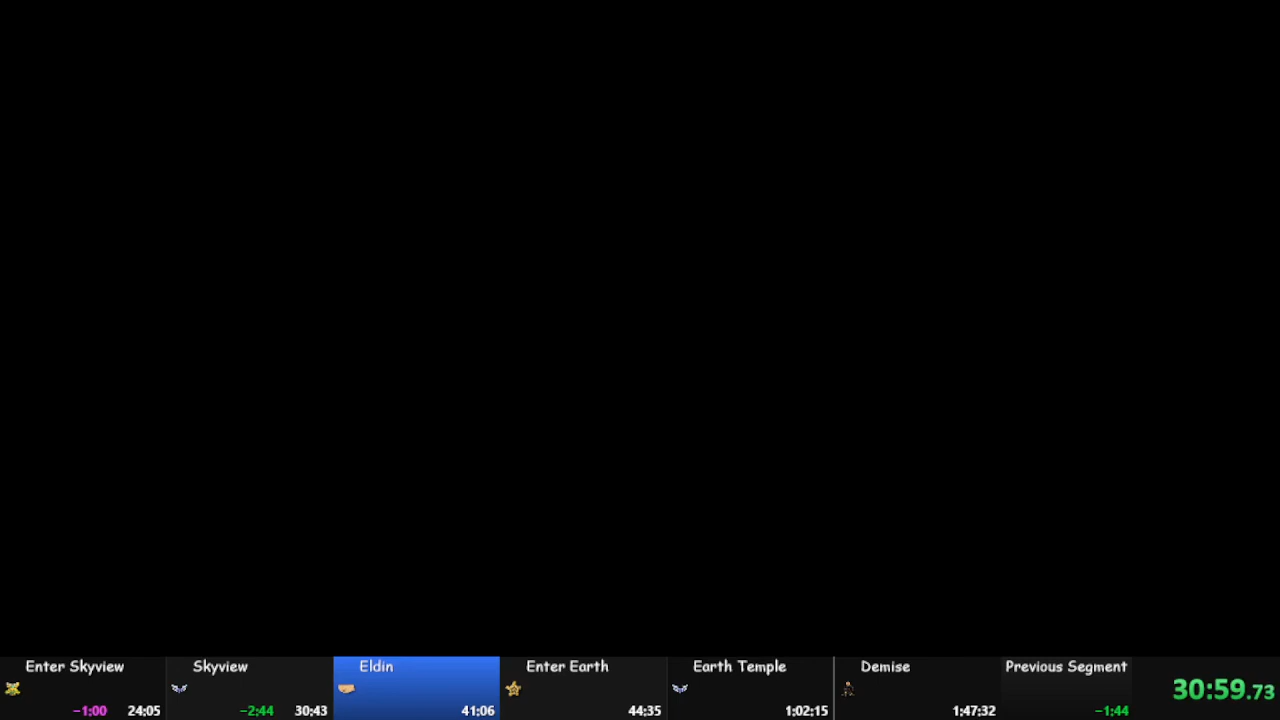 Enter Skyview
−1:00 24:05
Skyview
−2:44 30:43
Eldin
41:06
Enter Earth
44:35
Earth Temple
1:02:15
Demise
1:47:32
Previous Segment
−1:44
30:59.73